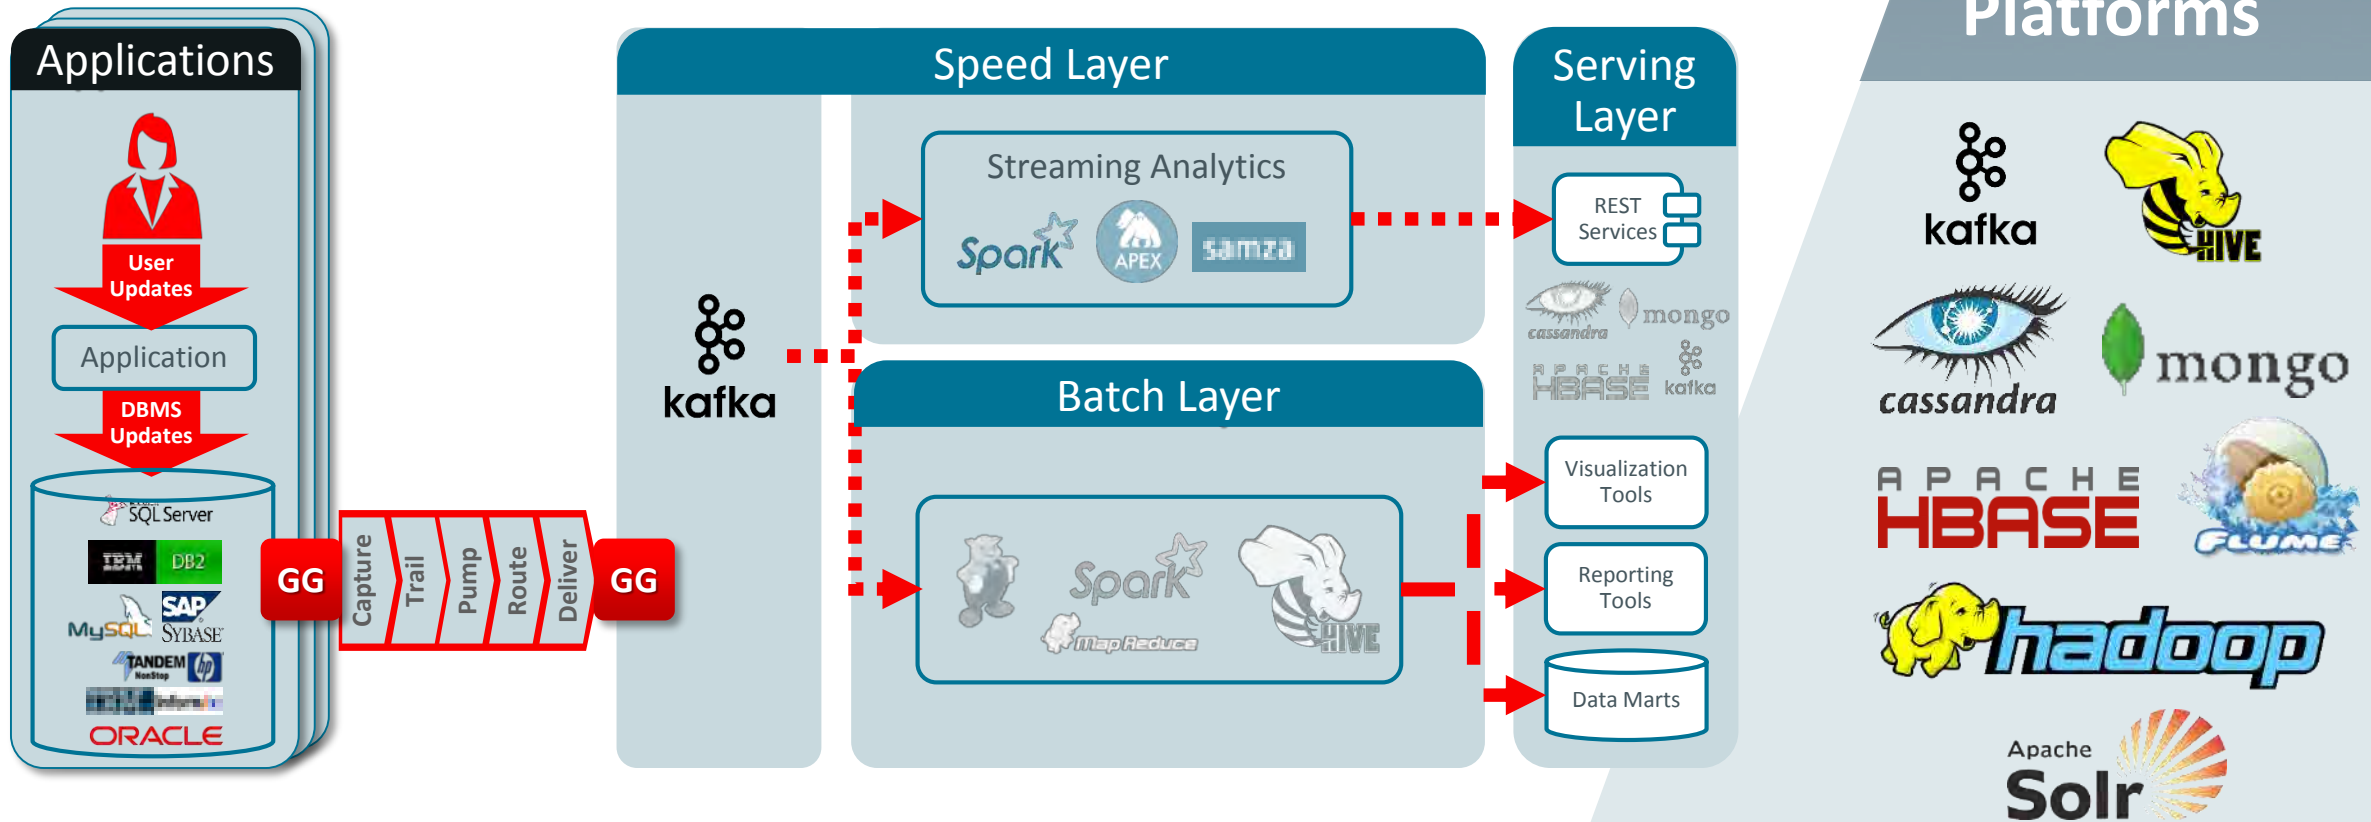 Applications
User
Updates
Application
DBMS
Updates
SQL Server
IBM DB2
MySQL
SAP
SYBASE
TANDEM
NonStop
hp
ORACLE
GG
Capture
Trail
Pump
Route
Deliver
GG
Speed Layer
kafka
Streaming Analytics
Spark
APEX
samza
Batch Layer
Spark
MapReduce
HIVE
Serving
Layer
REST
Services
cassandra
mongo
APACHE
HBASE
kafka
Visualization
Tools
Reporting
Tools
Data Marts
Platforms
kafka
HIVE
cassandra
mongo
APACHE
HBASE
FLUME
hadoop
Apache
Solr